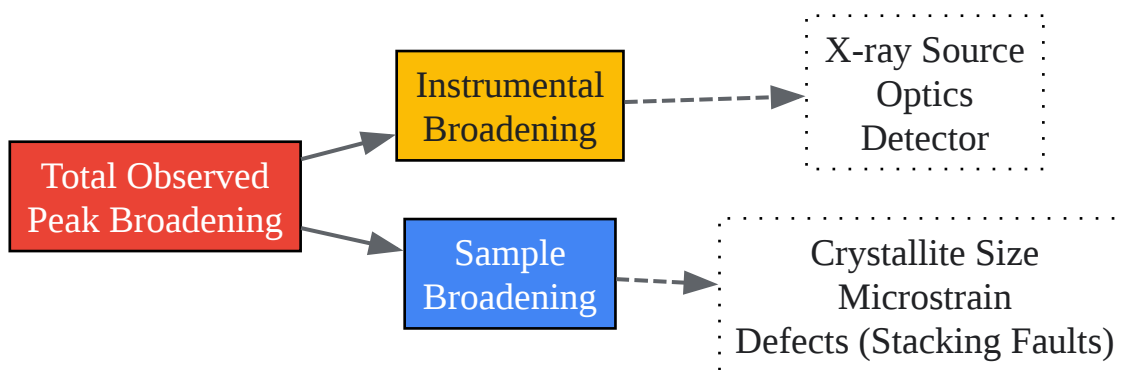 Total Observed
Peak Broadening
Instrumental
Broadening
X-ray Source
Optics
Detector
Sample
Broadening
Crystallite Size
Microstrain
Defects (Stacking Faults)